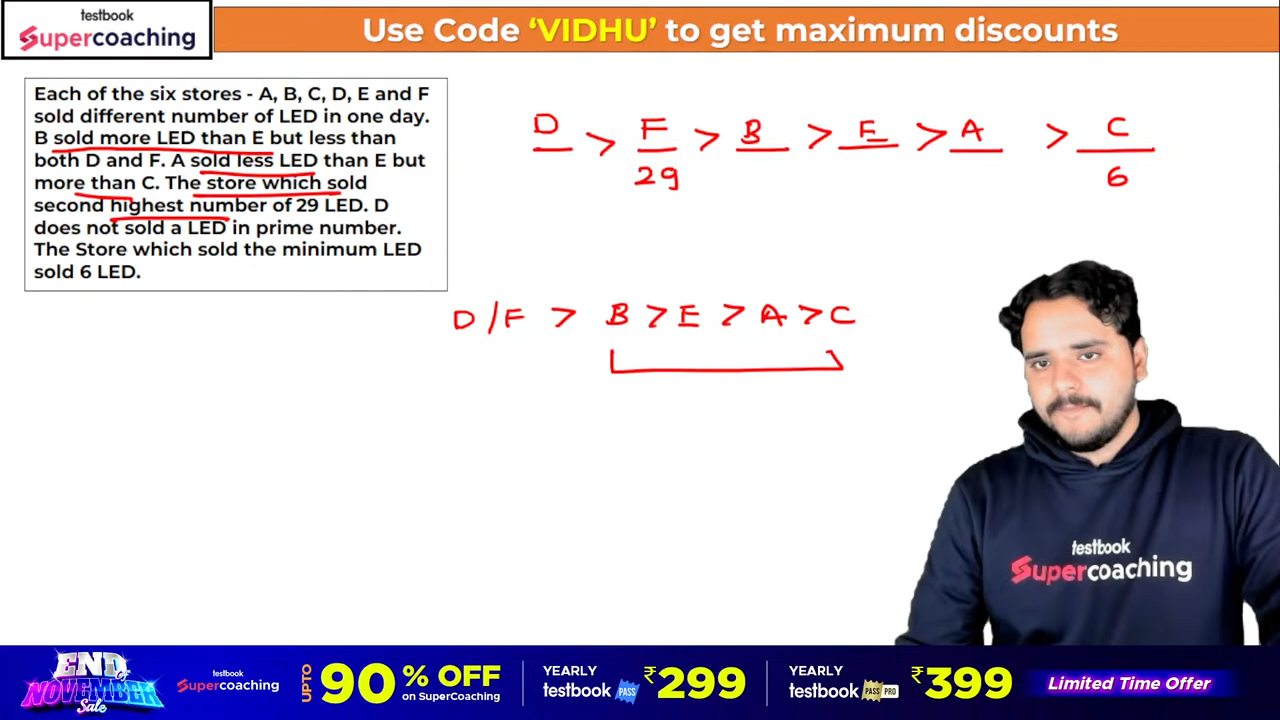 testbook
Supercoaching
Use Code ‘VIDHU’ to get maximum discounts
Each of the six stores - A, B, C, D, E and F
sold different number of LED in one day.
B sold more LED than E but less than
both D and F. A sold less LED than E but
more than C. The store which sold
second highest number of 29 LED. D
does not sold a LED in prime number.
The Store which sold the minimum LED
sold 6 LED.
D > F > B > E > A > C
29 6
D/F > B > E > A > C
testbook
Supercoaching
END OF
NOVEMBER
Sale
testbook
Supercoaching
UPTO 90% OFF
on SuperCoaching
YEARLY
testbook PASS
₹299
YEARLY
testbook PASS PRO
₹399
Limited Time Offer